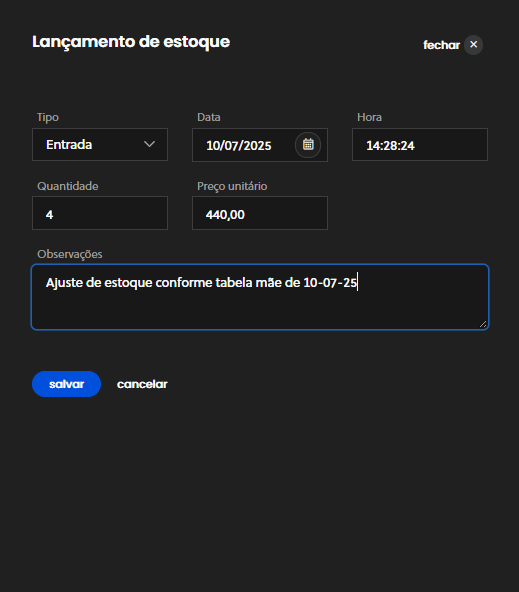 Lançamento de estoque
fechar
Tipo Data Hora
Entrada 10/07/2025 14:28:24
Quantidade Preço unitário
4 440,00
Observações
Ajuste de estoque conforme tabela mãe de 10-07-25
salvar cancelar